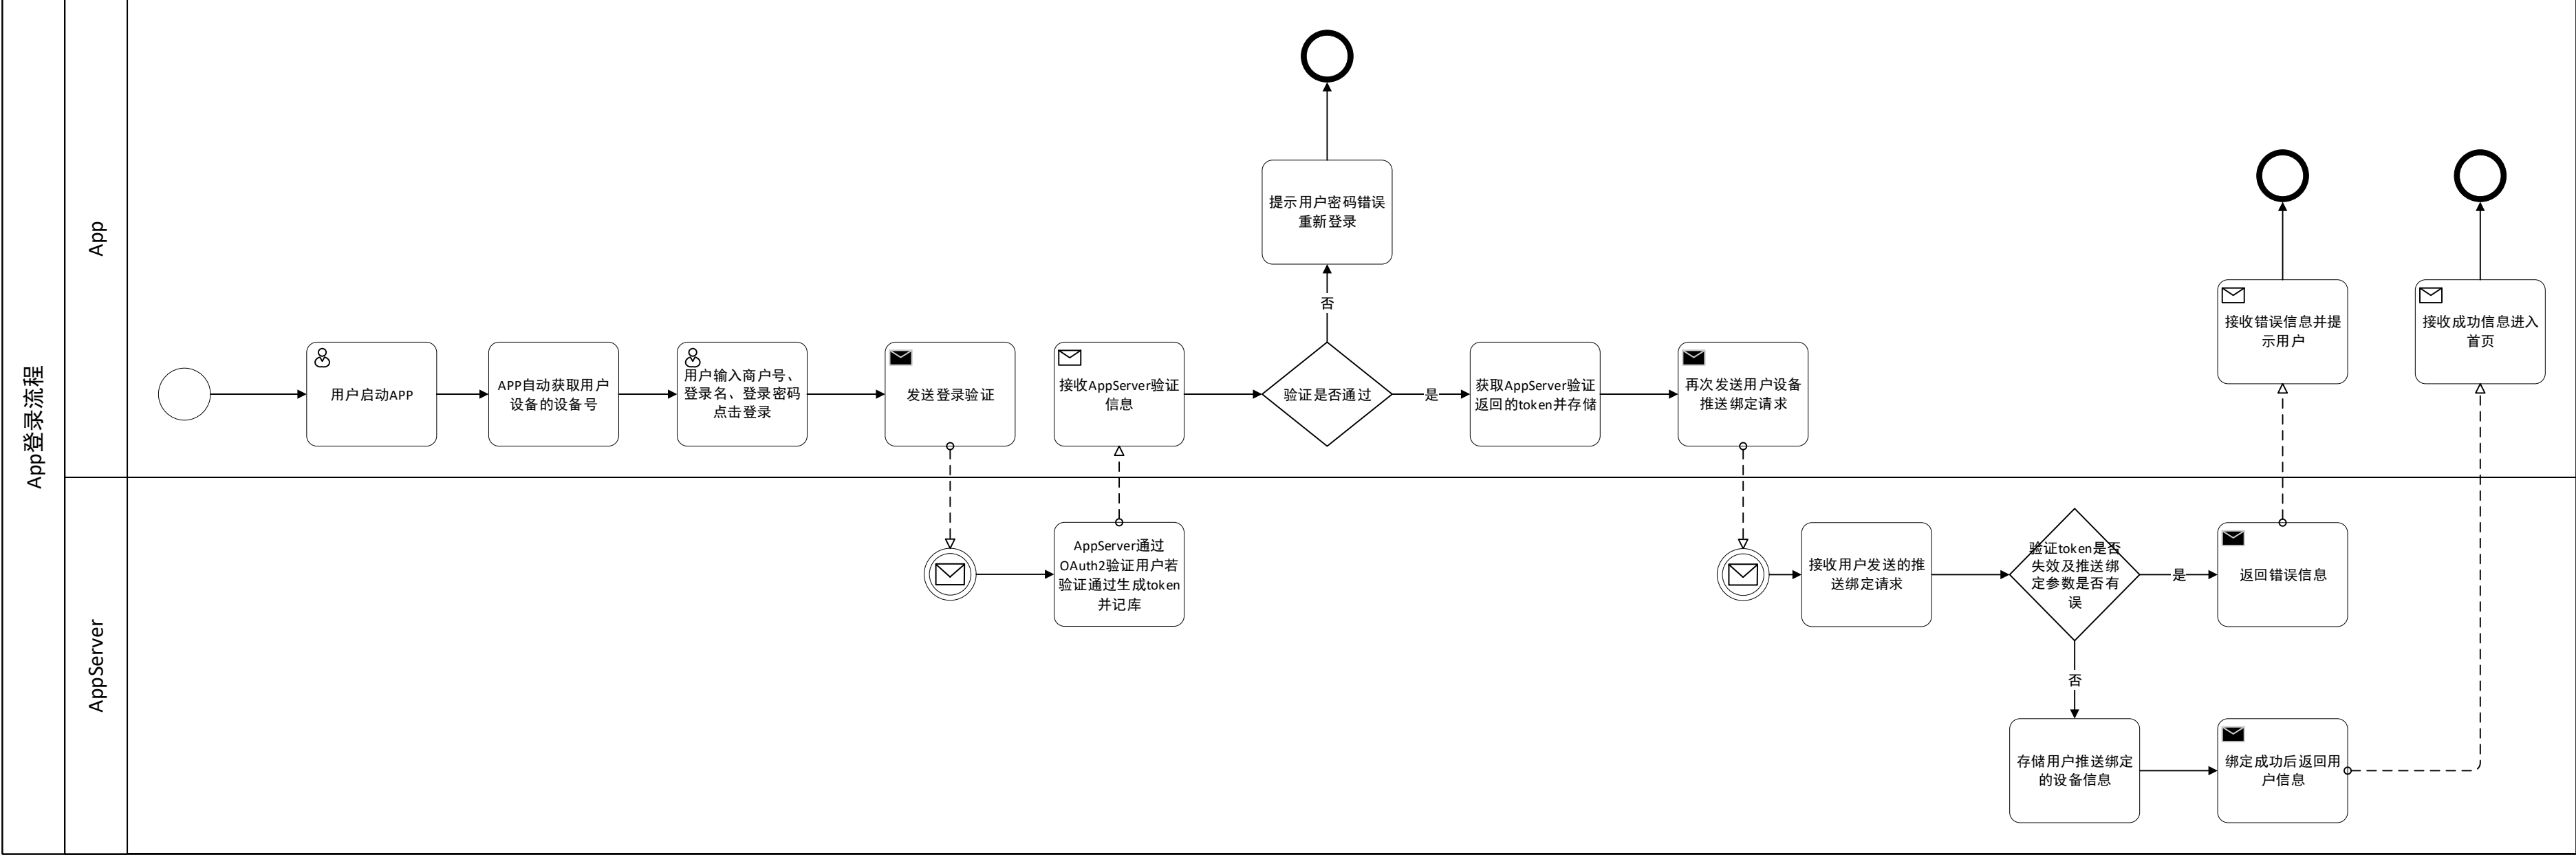 App登录流程
App
AppServer
用户启动APP
APP自动获取用户
设备的设备号
用户输入商户号、
登录名、登录密码
点击登录
发送登录验证
接收AppServer验证
信息
验证是否通过
否
提示用户密码错误
重新登录
是
获取AppServer验证
返回的token并存储
再次发送用户设备
推送绑定请求
接收错误信息并提
示用户
接收成功信息进入
首页
AppServer通过
OAuth2验证用户若
验证通过生成token
并记库
接收用户发送的推
送绑定请求
验证token是否
失效及推送绑
定参数是否有
误
是
返回错误信息
否
存储用户推送绑定
的设备信息
绑定成功后返回用
户信息